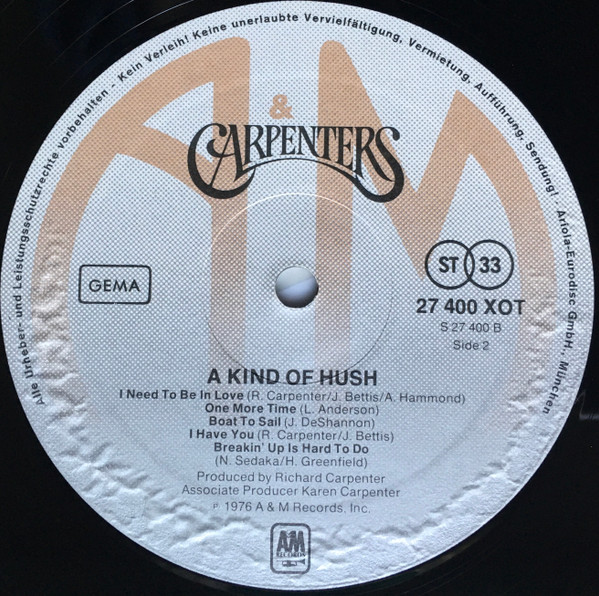 Alle Urheber- und Leistungsschutzrechte vorbehalten - Kein Verleih! Keine unerlaubte Vervielfältigung, Vermietung, Aufführung, Sendung! · Ariola-Eurodisc GmbH., München
A&M
CARPENTERS
GEMA
ST 33
27 400 XOT
S 27 400 B
Side 2
A KIND OF HUSH
I Need To Be In Love (R. Carpenter/J. Bettis/A. Hammond)
One More Time (L. Anderson)
Boat To Sail (J. DeShannon)
I Have You (R. Carpenter/J. Bettis)
Breakin' Up Is Hard To Do
(N. Sedaka/H. Greenfield)
Produced by Richard Carpenter
Associate Producer Karen Carpenter
℗ 1976 A & M Records, Inc.
A&M
RECORDS